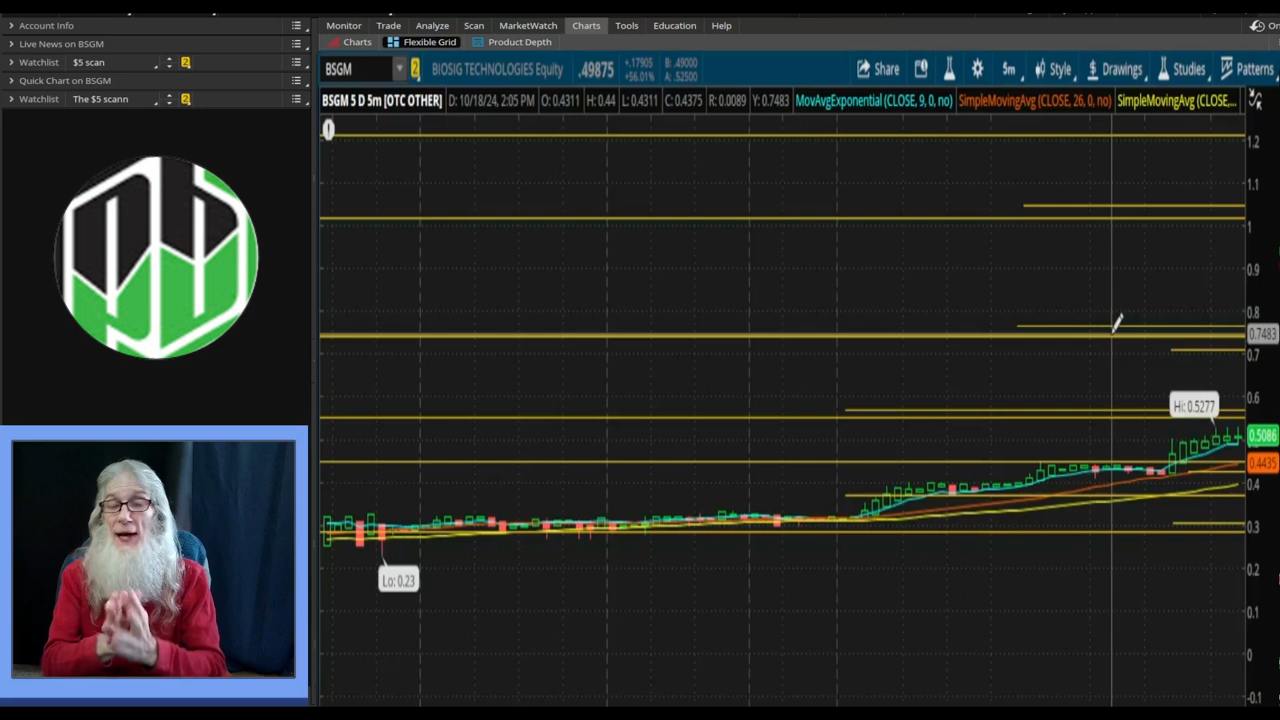 Account Info
Live News on BSGM
Watchlist $5 scan 2
Quick Chart on BSGM
Watchlist The $5 scann 2
Monitor Trade Analyze Scan MarketWatch Charts Tools Education Help
Charts Flexible Grid Product Depth
BSGM 2 BIOSIG TECHNOLOGIES Equity .49875 +.17905 +56.01% B: .49000 A: .52500 Share 5m Style Drawings Studies Patterns
BSGM 5 D 5m [OTC OTHER] D: 10/18/24, 2:05 PM O: 0.4311 H: 0.44 L: 0.4311 C: 0.4375 R: 0.0089 Y: 0.7483 MovAvgExponential (CLOSE, 9, 0, no) SimpleMovingAvg (CLOSE, 26, 0, no) SimpleMovingAvg (CLOSE,...
1.2
1.1
1
0.9
0.8
0.7483
0.7
0.6
Hi: 0.5277
0.5086
0.4435
0.4
0.3
Lo: 0.23
0.2
0.1
0
-0.1